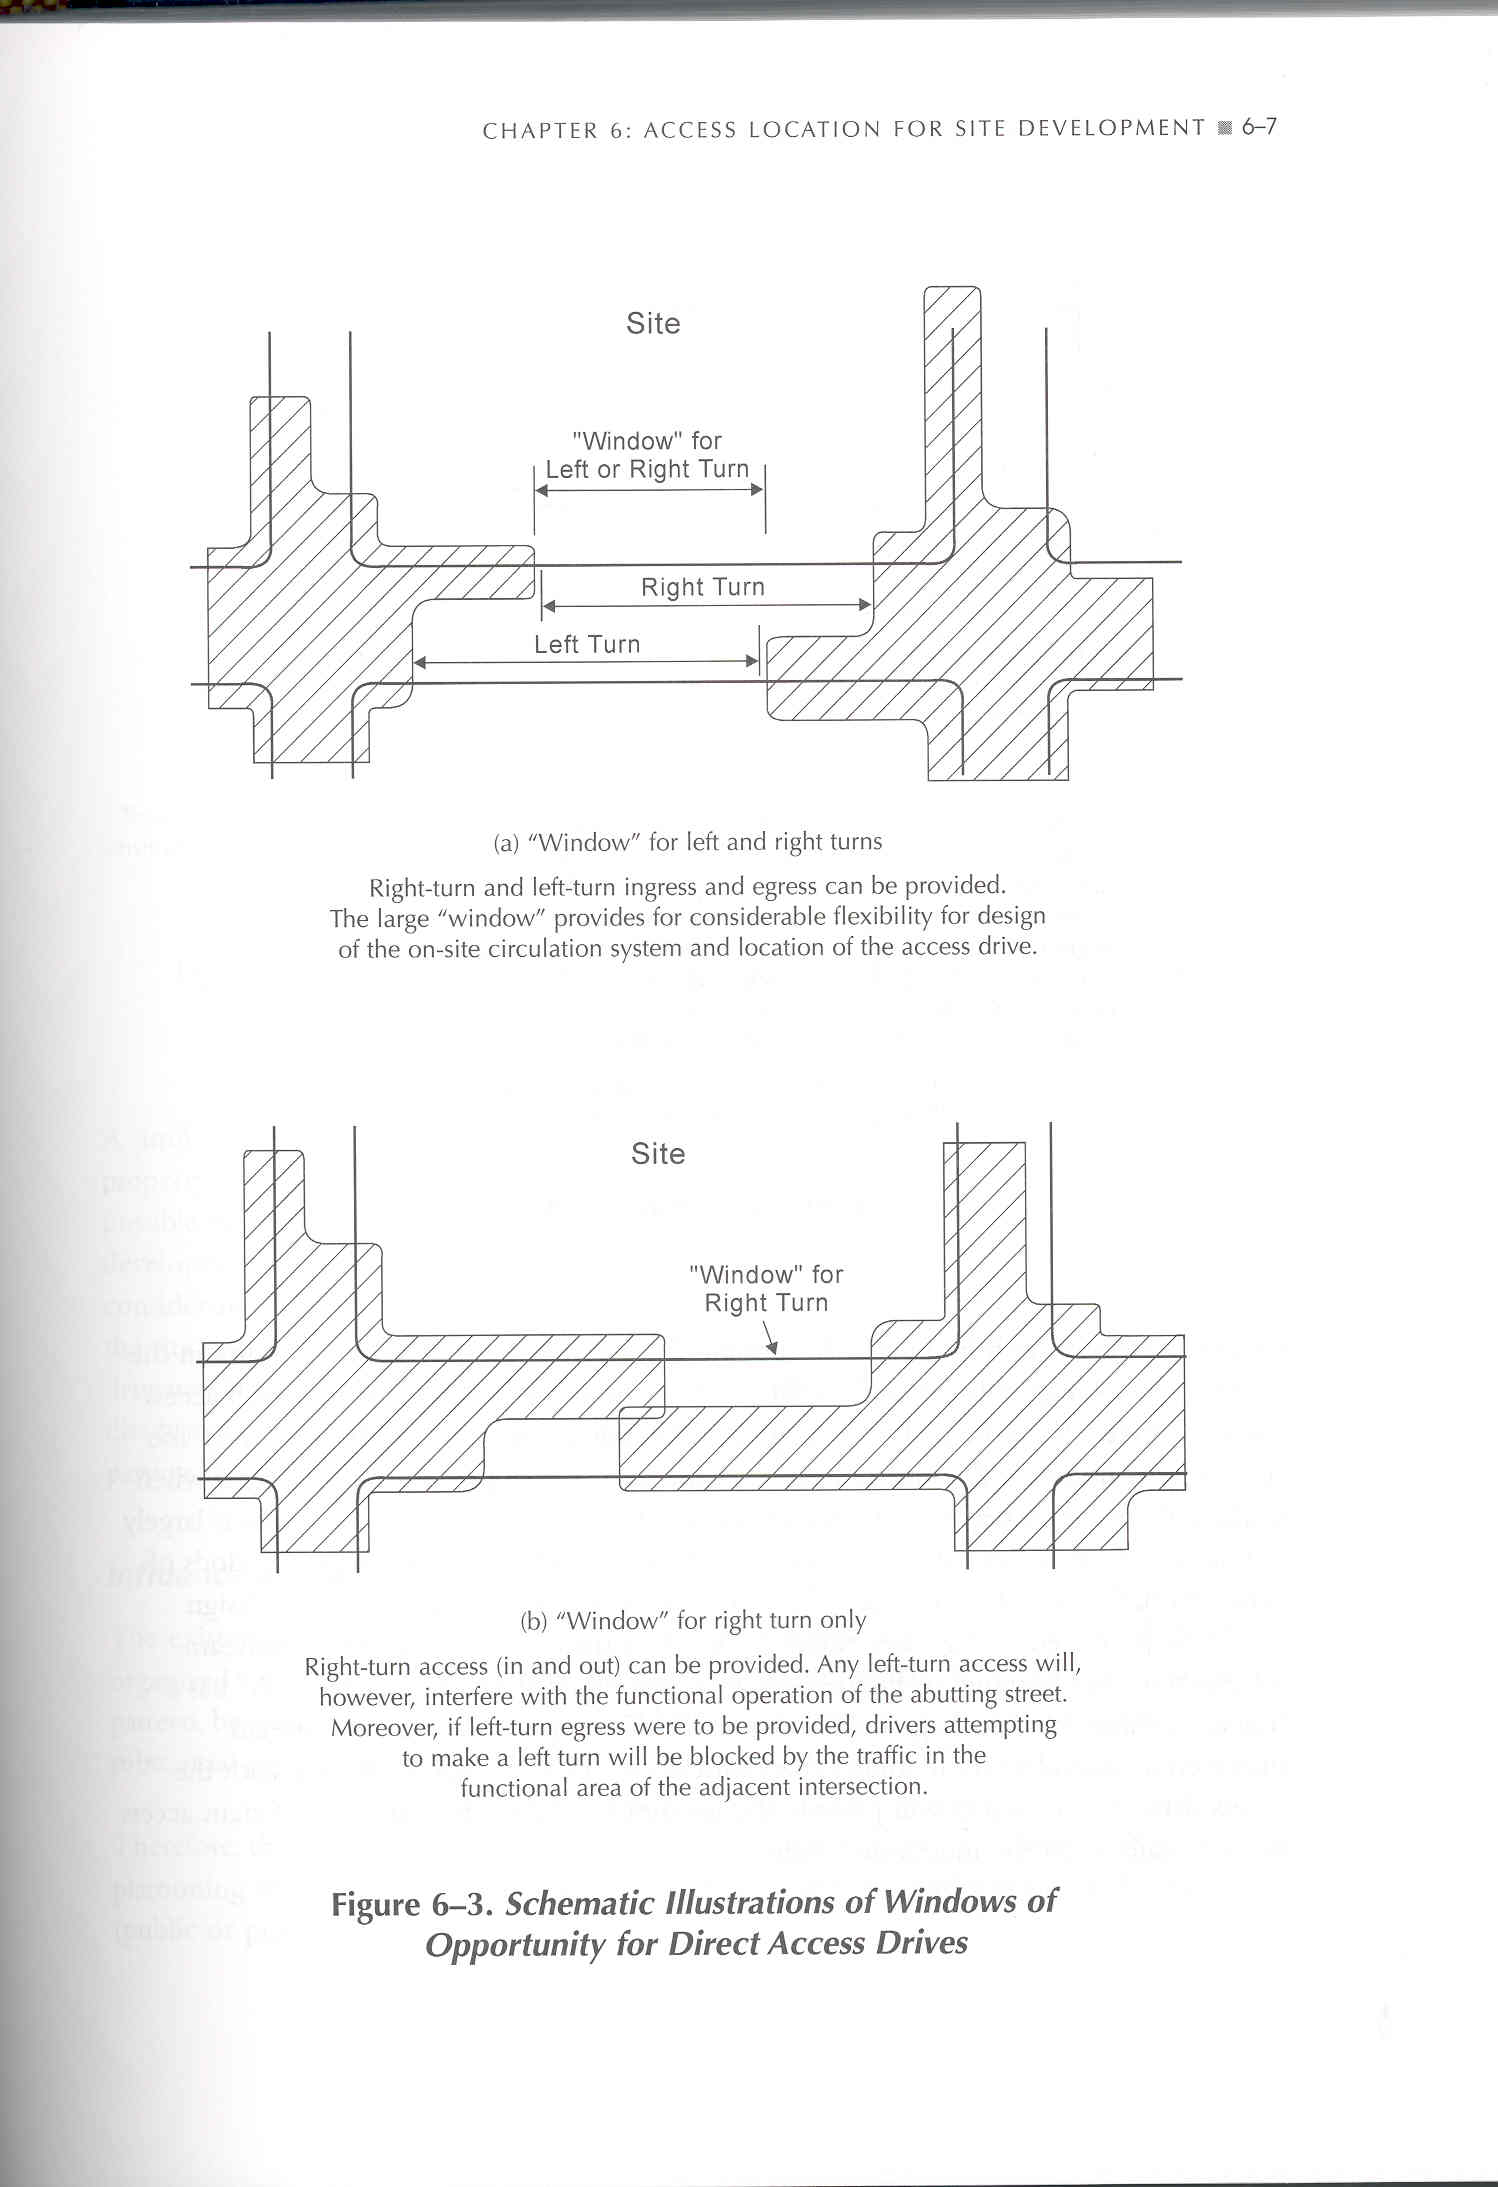 CHAPTER 6: ACCESS LOCATION FOR SITE DEVELOPMENT ▩ 6–7
Site
"Window" for
Left or Right Turn
Right Turn
Left Turn
(a) “Window” for left and right turns
Right-turn and left-turn ingress and egress can be provided.
The large “window” provides for considerable flexibility for design
of the on-site circulation system and location of the access drive.
Site
"Window" for
Right Turn
(b) “Window” for right turn only
Right-turn access (in and out) can be provided. Any left-turn access will,
however, interfere with the functional operation of the abutting street.
Moreover, if left-turn egress were to be provided, drivers attempting
to make a left turn will be blocked by the traffic in the
functional area of the adjacent intersection.
Figure 6–3. Schematic Illustrations of Windows of
Opportunity for Direct Access Drives